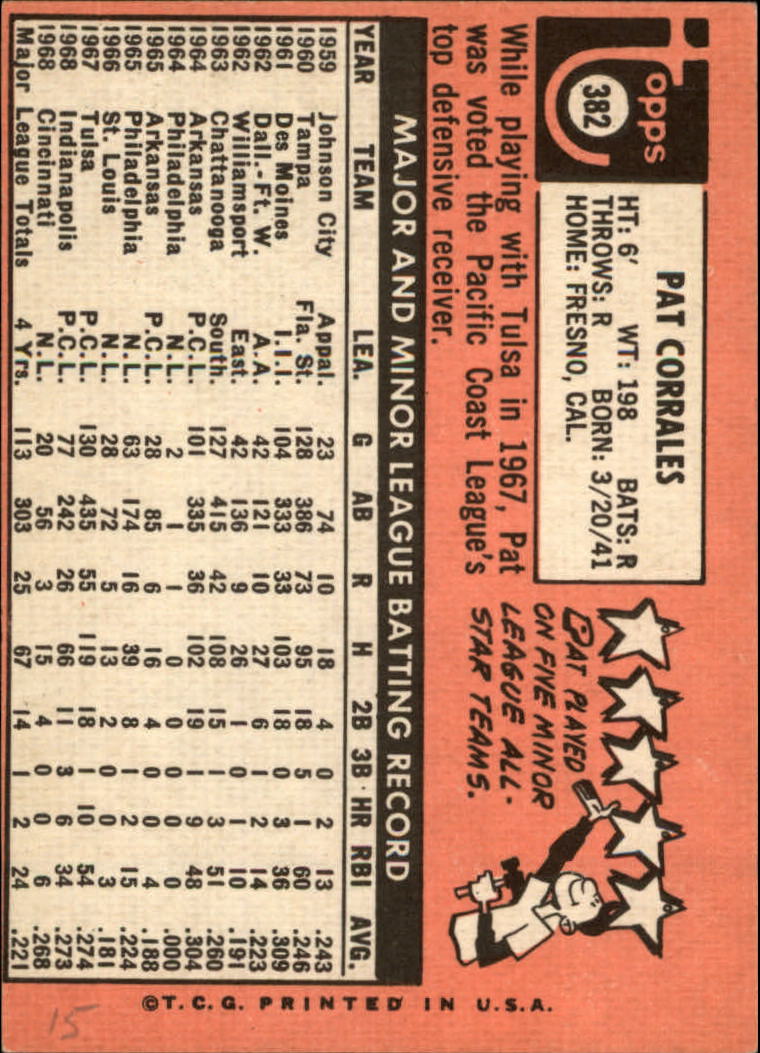 Topps
382
PAT CORRALES
HT: 6' WT: 198 BATS: R
THROWS: R BORN: 3/20/41
HOME: FRESNO, CAL.
While playing with Tulsa in 1967, Pat
was voted the Pacific Coast League's
top defensive receiver.
PAT PLAYED
ON FIVE MINOR
LEAGUE ALL-
STAR TEAMS.
MAJOR AND MINOR LEAGUE BATTING RECORD
YEAR TEAM LEA. G AB R H 2B 3B HR RBI AVG.
1959 Johnson City Appal. 23 74 10 18 4 0 2 13 .243
1960 Tampa Fla. St. 128 386 73 95 18 5 1 60 .246
1961 Des Moines I.I.I. 104 333 33 103 18 0 3 36 .309
1962 Dall.-Ft. W. A.A. 42 121 10 27 6 1 2 14 .223
1962 Williamsport East. 42 136 9 26 1 0 1 10 .191
1963 Chattanooga South. 127 415 42 108 15 1 3 51 .260
1964 Arkansas P.C.L. 101 335 36 102 19 1 9 48 .304
1964 Philadelphia N.L. 2 1 1 0 0 0 0 0 .000
1965 Arkansas P.C.L. 28 85 6 16 4 0 0 4 .188
1965 Philadelphia N.L. 63 174 16 39 8 1 2 15 .224
1966 St. Louis N.L. 28 72 5 13 2 0 0 3 .181
1967 Tulsa P.C.L. 130 435 55 119 18 1 10 54 .274
1968 Indianapolis P.C.L. 77 242 26 66 11 3 6 34 .273
1968 Cincinnati N.L. 20 56 3 15 4 0 0 6 .268
Major League Totals 4 Yrs. 113 303 25 67 14 1 2 24 .221
©T.C.G. PRINTED IN U.S.A.
15